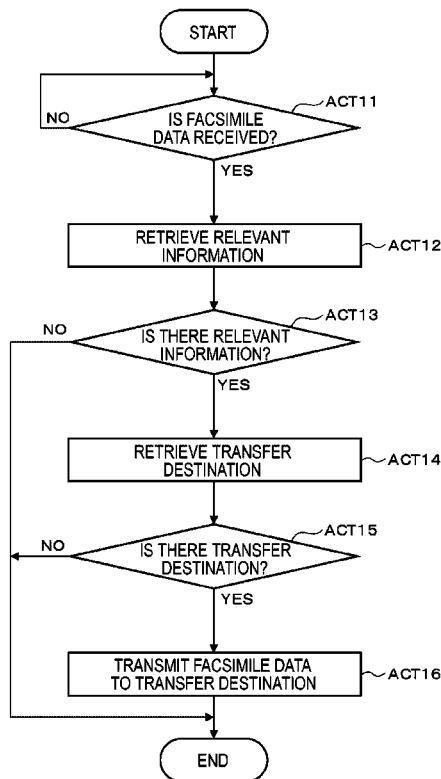 START
ACT11
IS FACSIMILE
DATA RECEIVED?
NO
YES
RETRIEVE RELEVANT
INFORMATION
ACT12
ACT13
NO
IS THERE RELEVANT
INFORMATION?
YES
RETRIEVE TRANSFER
DESTINATION
ACT14
ACT15
NO
IS THERE TRANSFER
DESTINATION?
YES
TRANSMIT FACSIMILE DATA
TO TRANSFER DESTINATION
ACT16
END